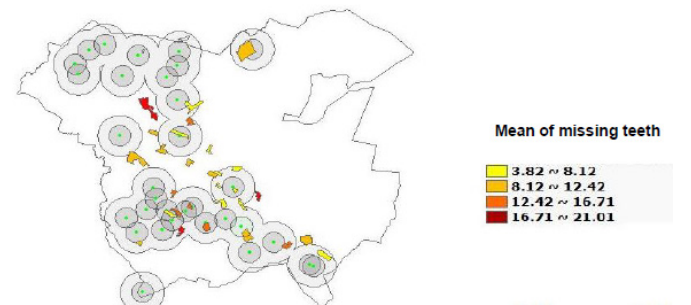 Mean of missing teeth
3.82 ~ 8.12
8.12 ~ 12.42
12.42 ~ 16.71
16.71 ~ 21.01